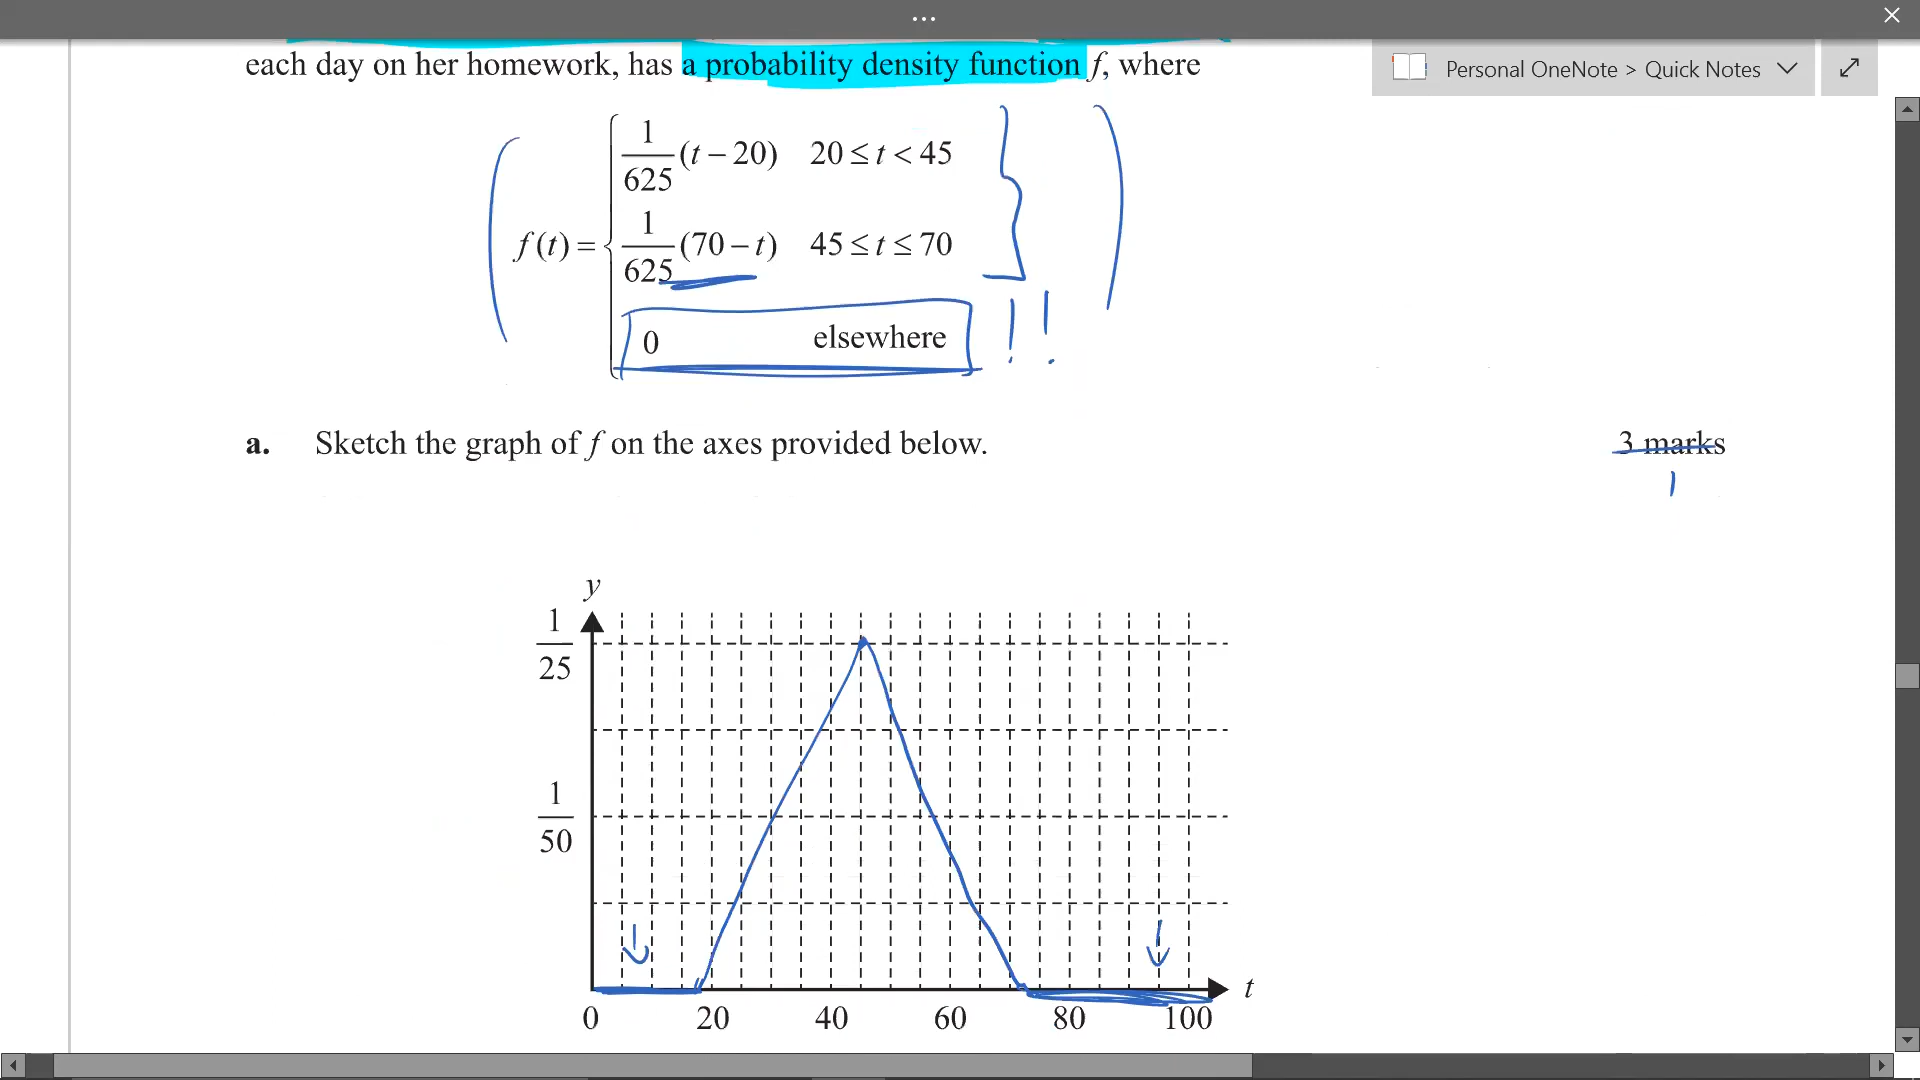 each day on her homework, has a probability density function f, where
Personal OneNote > Quick Notes
1/625 (t − 20)   20 ≤ t < 45
f(t) = 1/625 (70 − t)   45 ≤ t ≤ 70
0   elsewhere !!
a. Sketch the graph of f on the axes provided below. 3 marks
1
y
1/25
1/50
t
0 20 40 60 80 100